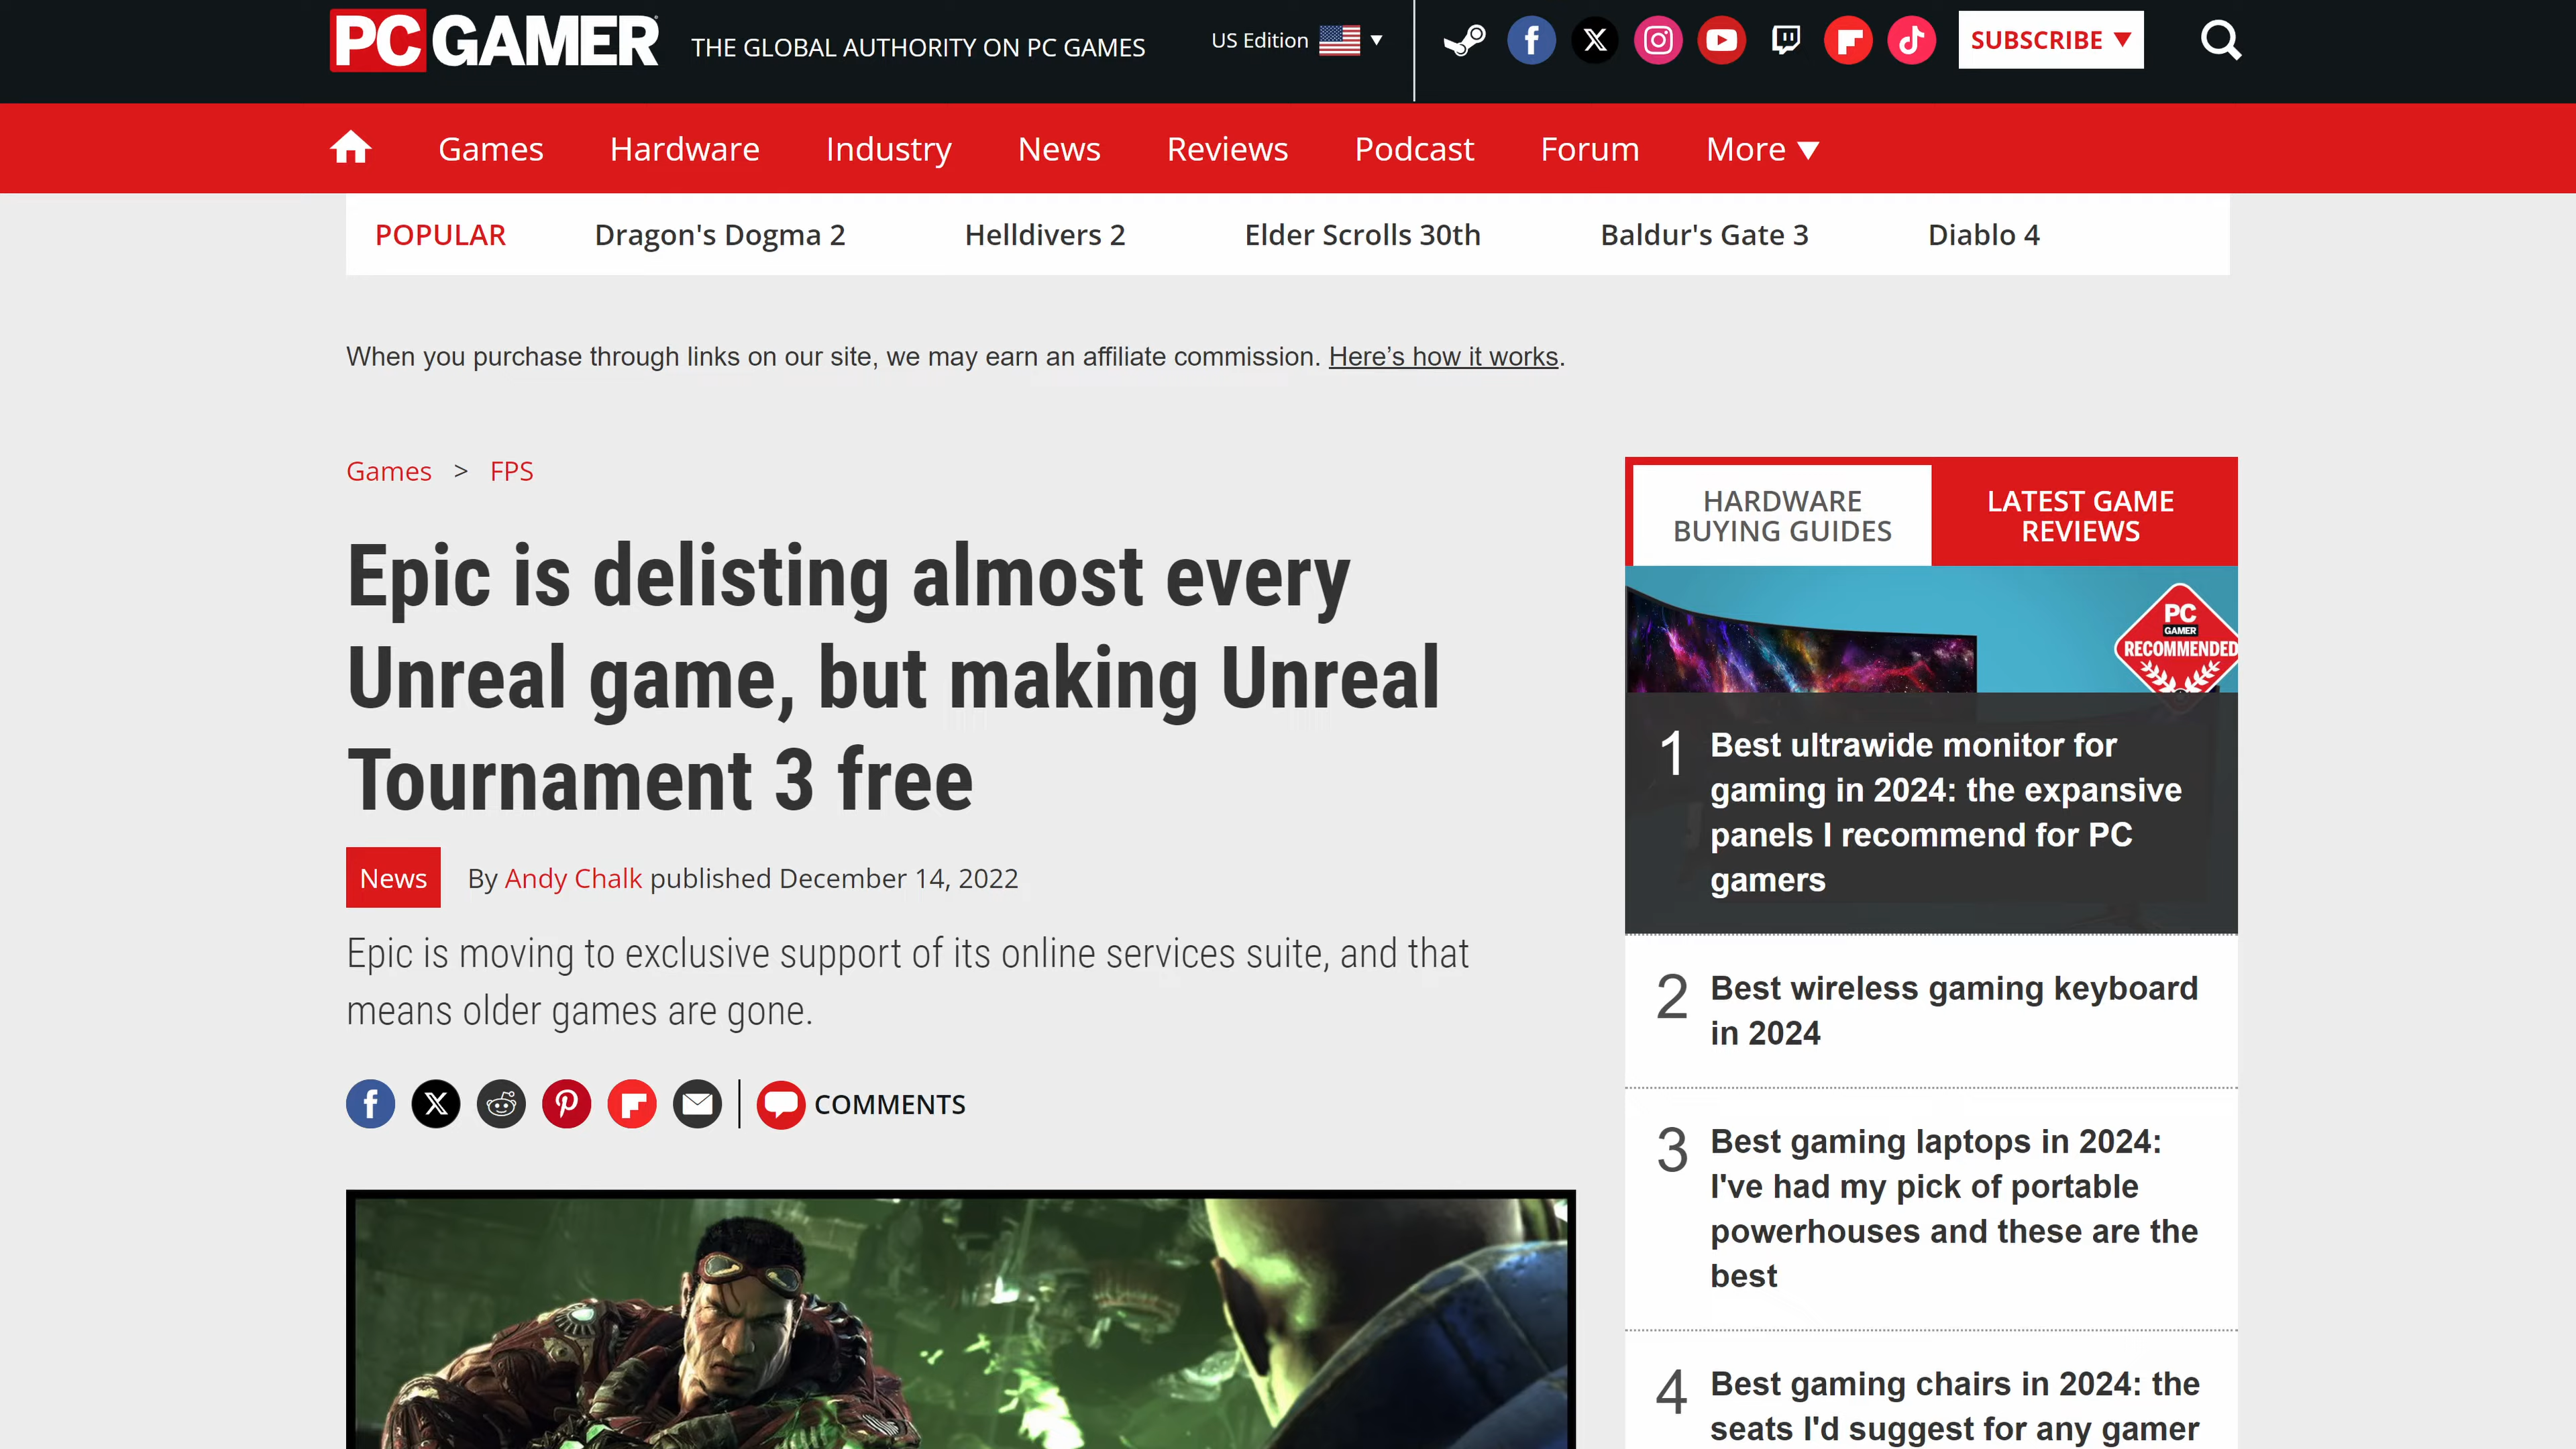 PC GAMER
THE GLOBAL AUTHORITY ON PC GAMES
US Edition
SUBSCRIBE
Games
Hardware
Industry
News
Reviews
Podcast
Forum
More
POPULAR
Dragon's Dogma 2
Helldivers 2
Elder Scrolls 30th
Baldur's Gate 3
Diablo 4
When you purchase through links on our site, we may earn an affiliate commission. Here’s how it works.
Games > FPS
Epic is delisting almost every
Unreal game, but making Unreal
Tournament 3 free
News
By Andy Chalk published December 14, 2022
Epic is moving to exclusive support of its online services suite, and that
means older games are gone.
COMMENTS
HARDWARE
BUYING GUIDES
LATEST GAME
REVIEWS
PC
GAMER
RECOMMENDED
1
Best ultrawide monitor for
gaming in 2024: the expansive
panels I recommend for PC
gamers
2
Best wireless gaming keyboard
in 2024
3
Best gaming laptops in 2024:
I've had my pick of portable
powerhouses and these are the
best
4
Best gaming chairs in 2024: the
seats I'd suggest for any gamer